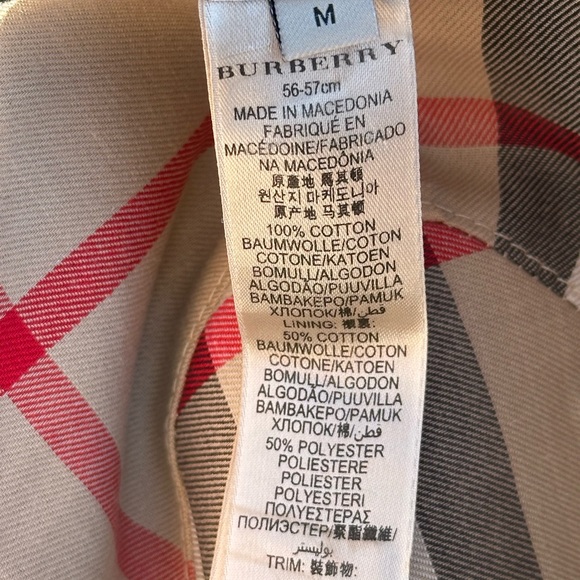 M
BURBERRY
56-57cm
MADE IN MACEDONIA
FABRIQUÉ EN
MACÉDOINE/FABRICADO
NA MACEDÔNIA
原產地 馬其頓
원산지 마케도니아
原产地 马其顿
100% COTTON
BAUMWOLLE/COTON
COTONE/KATOEN
BOMULL/ALGODON
ALGODÃO/PUUVILLA
ΒΑΜΒΑΚΕΡΟ/PAMUK
ХЛОПОК/棉/قطن
LINING: 襯裏:
50% COTTON
BAUMWOLLE/COTON
COTONE/KATOEN
BOMULL/ALGODON
ALGODÃO/PUUVILLA
ΒΑΜΒΑΚΕΡΟ/PAMUK
ХЛОПОК/棉/قطن
50% POLYESTER
POLIESTERE
POLIESTER
POLYESTERI
ΠΟΛΥΕΣΤΕΡΑΣ
ПОЛИЭСТЕР/聚酯纖維/
بوليستر
TRIM: 裝飾物: